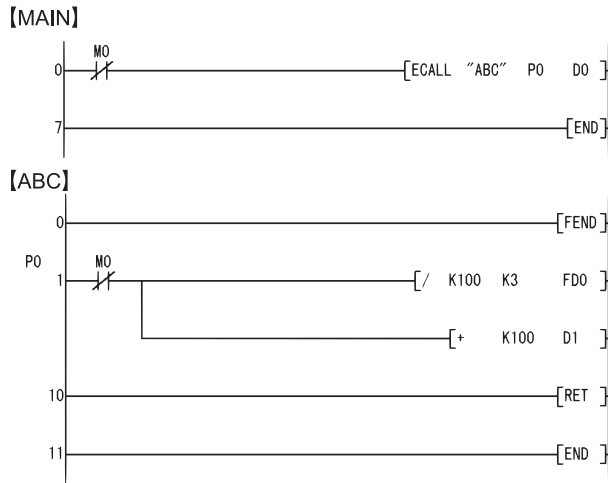 【MAIN】
M0
0 [ECALL "ABC" P0 D0 ]
7 [END]
【ABC】
0 [FEND]
P0 M0
1 [/ K100 K3 FD0 ]
[+ K100 D1 ]
10 [RET ]
11 [END ]